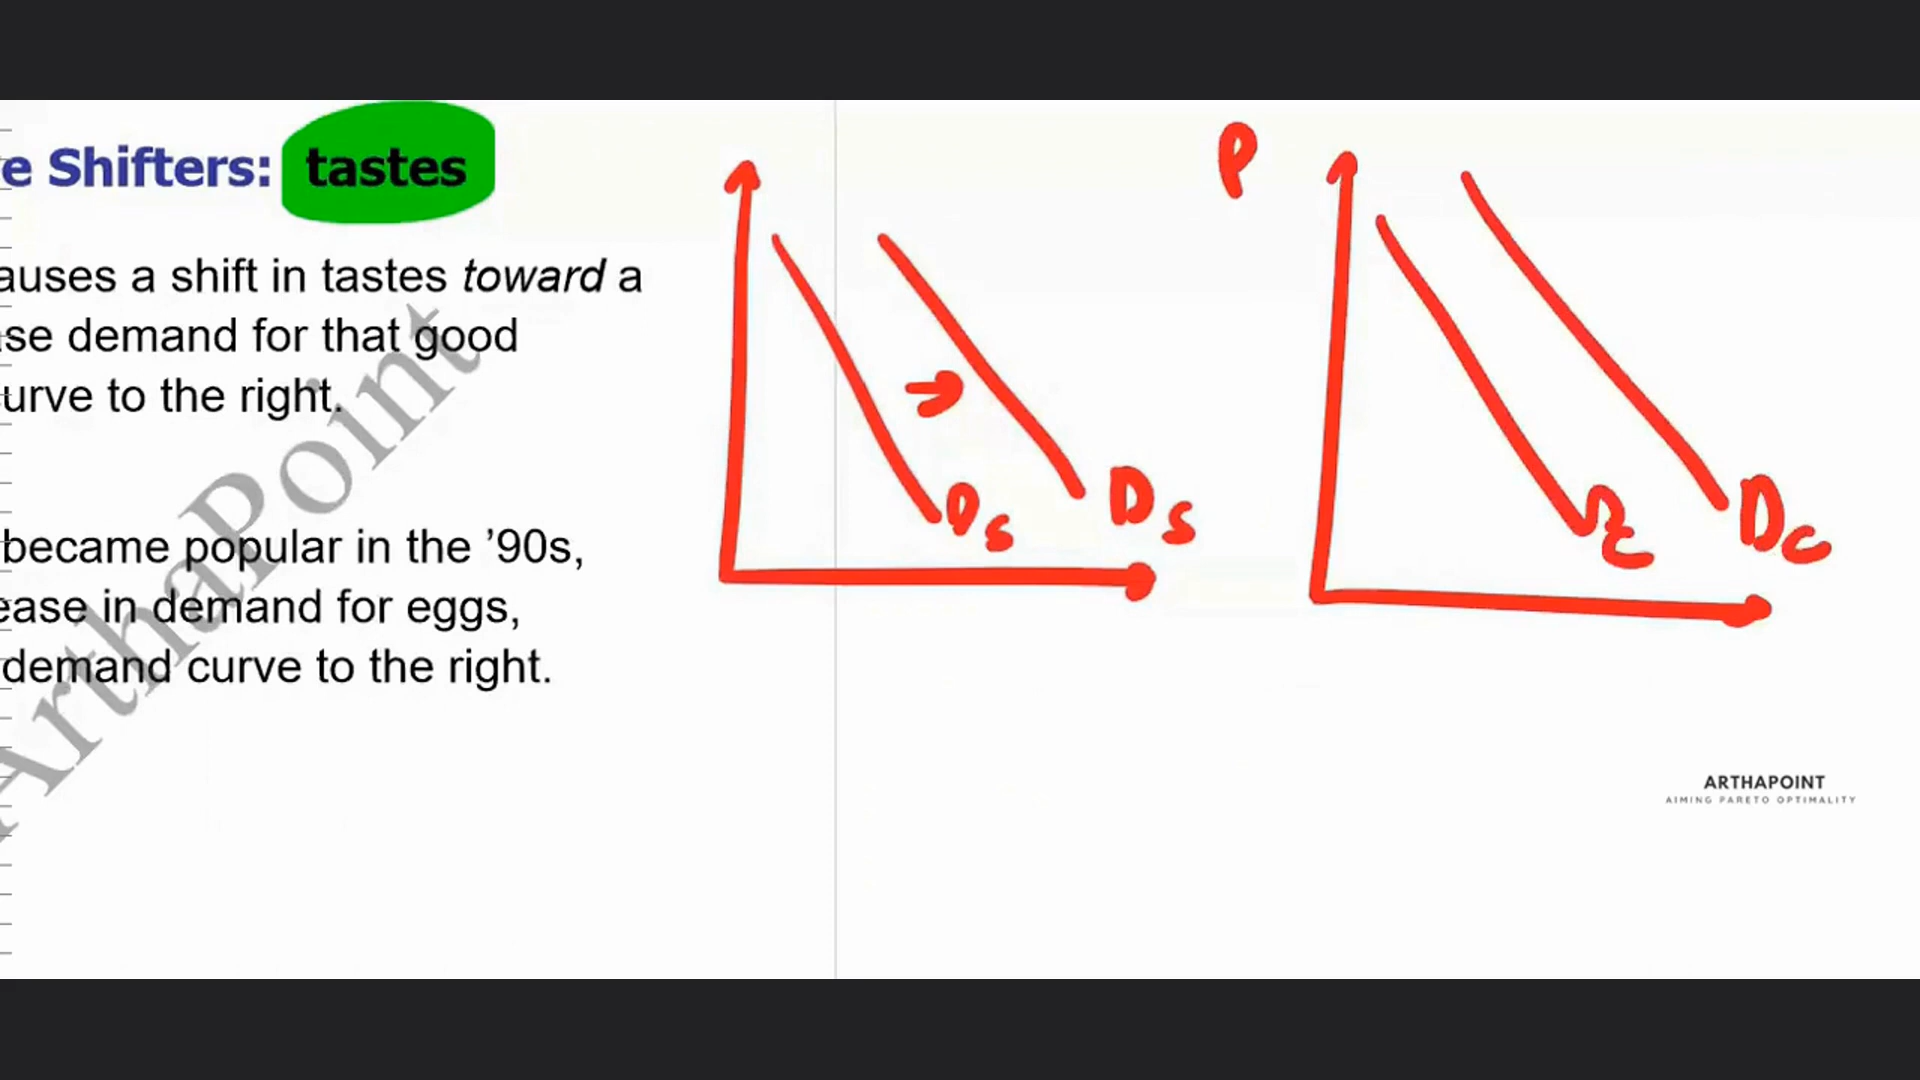 e Shifters: tastes
auses a shift in tastes toward a
se demand for that good
urve to the right.
became popular in the ’90s,
ease in demand for eggs,
demand curve to the right.
ArthaPoint
Ds
Ds
P
Dc
ARTHAPOINT
AIMING PARETO OPTIMALITY